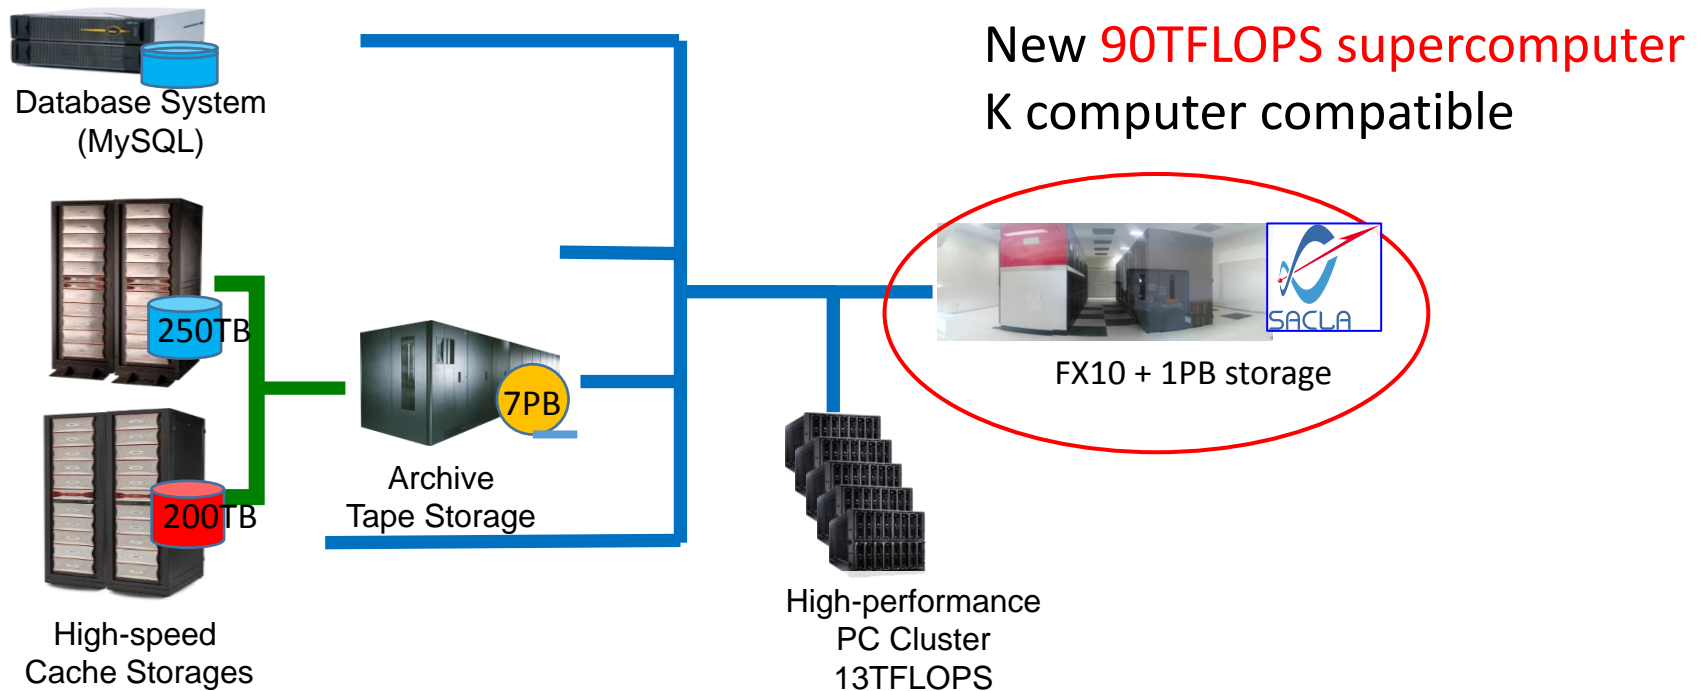 New 90TFLOPS supercomputer
K computer compatible
Database System
(MySQL)
250TB
200TB
High-speed
Cache Storages
7PB
Archive
Tape Storage
High-performance
PC Cluster
13TFLOPS
SACLA
FX10 + 1PB storage